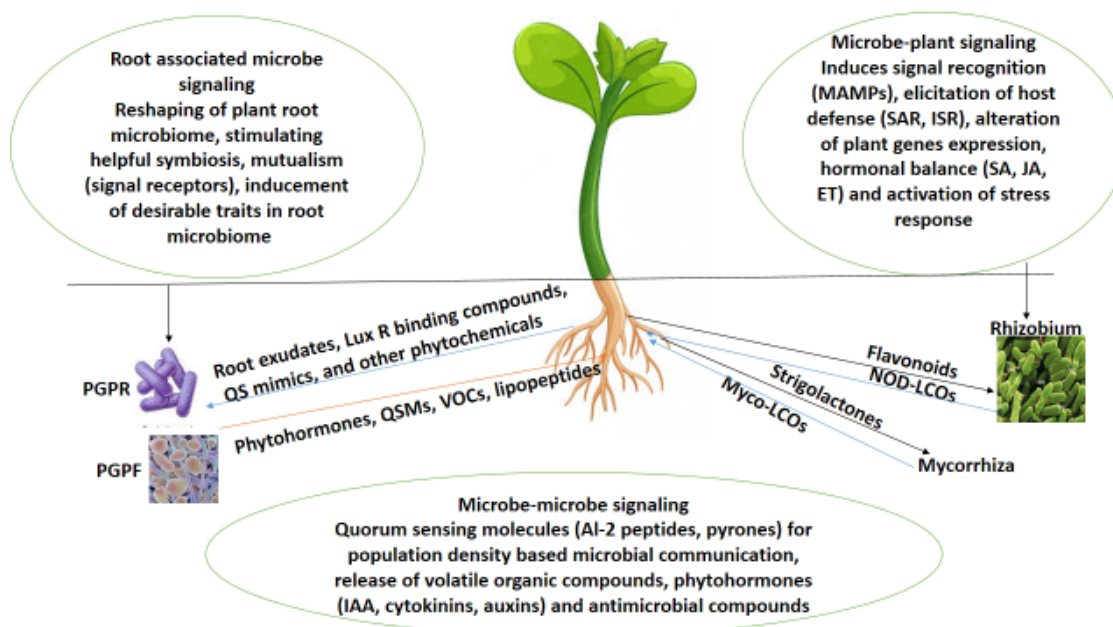 Root associated microbe
signaling
Reshaping of plant root
microbiome, stimulating
helpful symbiosis, mutualism
(signal receptors), inducement
of desirable traits in root
microbiome
Microbe-plant signaling
Induces signal recognition
(MAMPs), elicitation of host
defense (SAR, ISR), alteration
of plant genes expression,
hormonal balance (SA, JA,
ET) and activation of stress
response
PGPR
PGPF
Root exudates, Lux R binding compounds,
QS mimics, and other phytochemicals
Phytohormones, QSMs, VOCs, lipopeptides
Rhizobium
Flavonoids
NOD-LCOs
Strigolactones
Myco-LCOs
Mycorrhiza
Microbe-microbe signaling
Quorum sensing molecules (AI-2 peptides, pyrones) for
population density based microbial communication,
release of volatile organic compounds, phytohormones
(IAA, cytokinins, auxins) and antimicrobial compounds